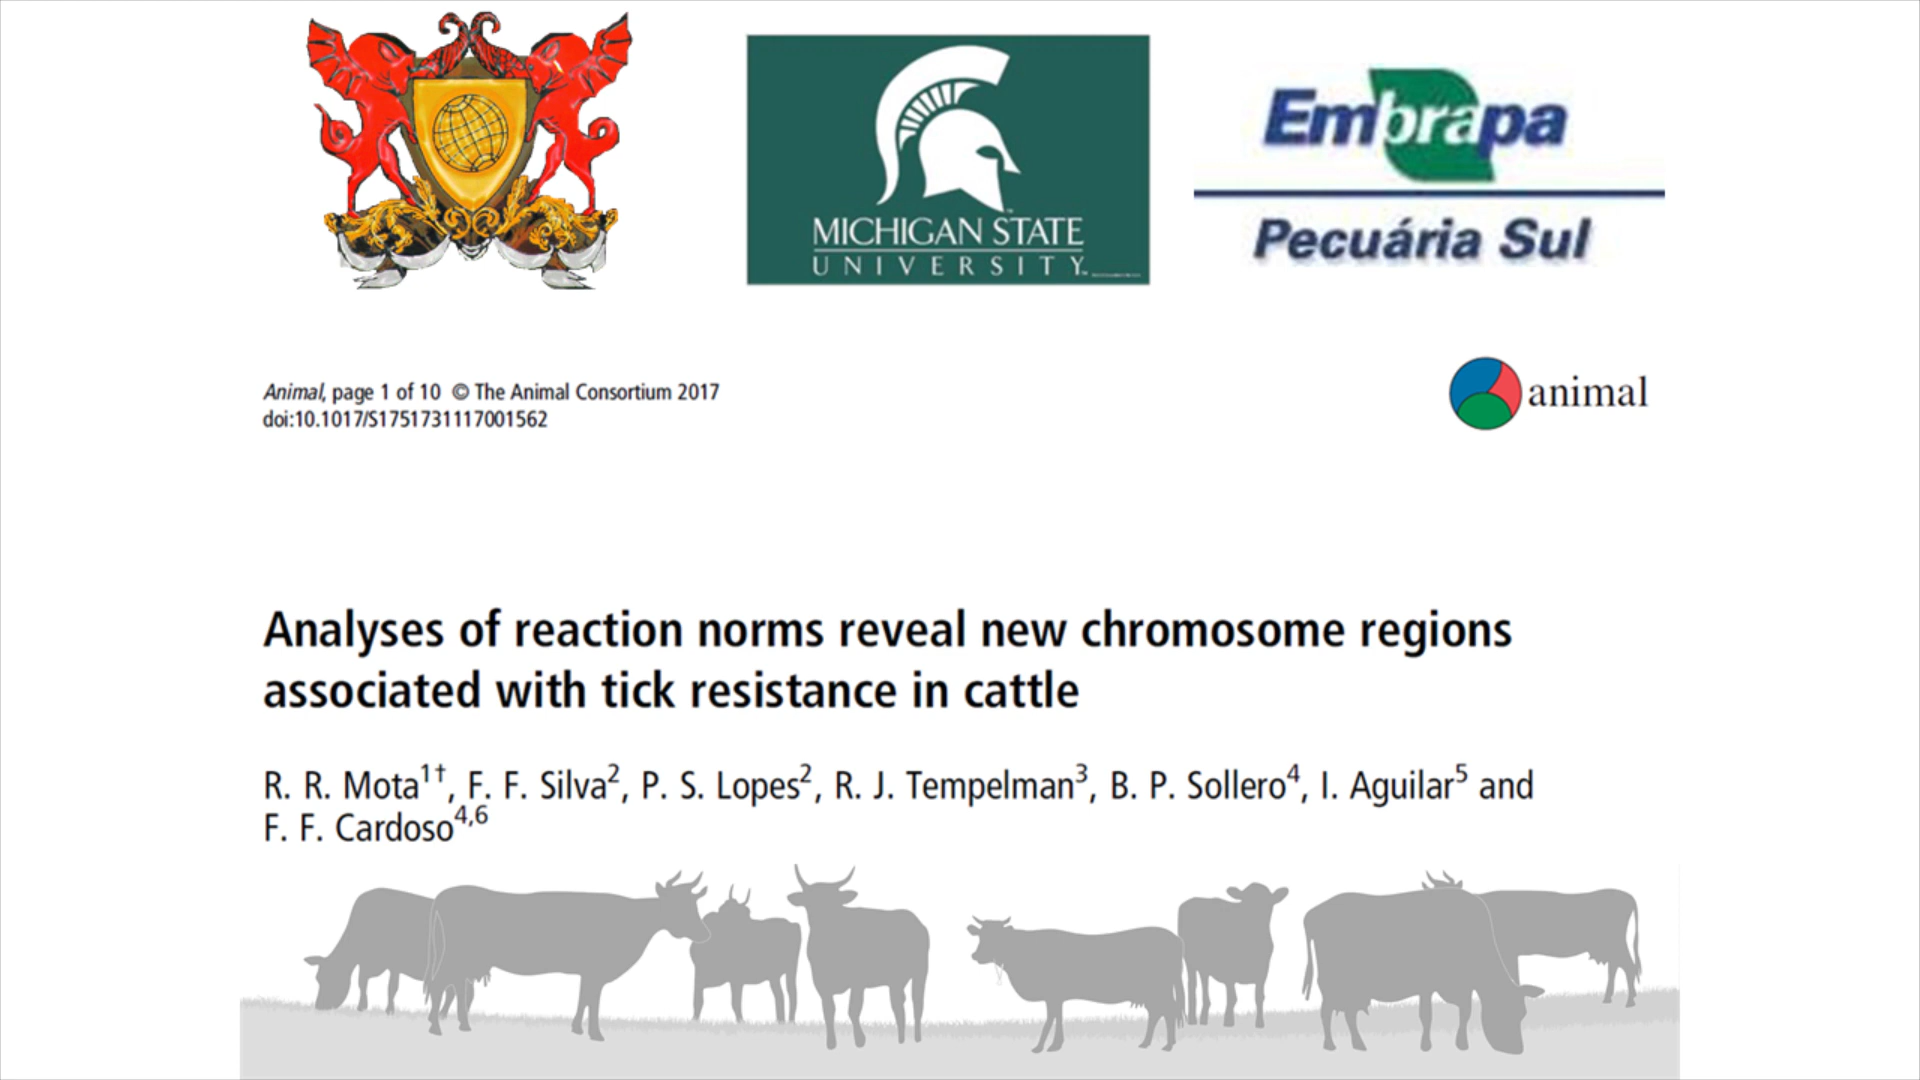 MICHIGAN STATE
UNIVERSITY
Embrapa
Pecuária Sul
Animal, page 1 of 10 © The Animal Consortium 2017
doi:10.1017/S1751731117001562
animal
Analyses of reaction norms reveal new chromosome regions
associated with tick resistance in cattle
R. R. Mota1†, F. F. Silva2, P. S. Lopes2, R. J. Tempelman3, B. P. Sollero4, I. Aguilar5 and
F. F. Cardoso4,6